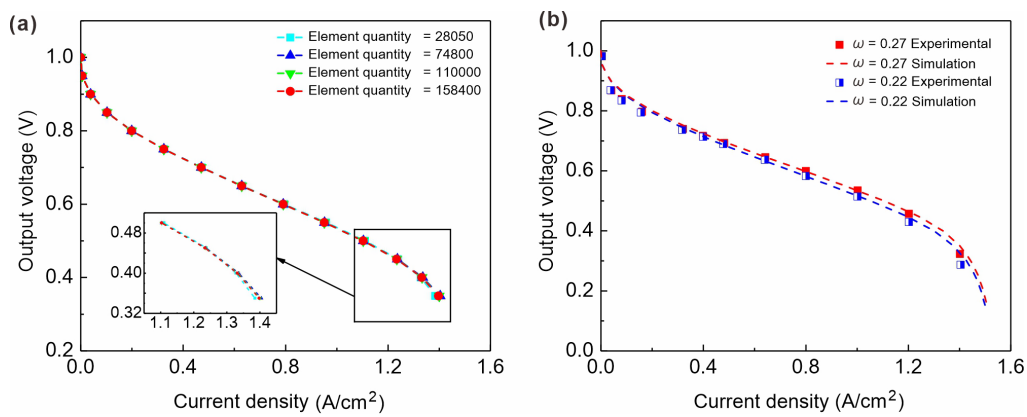 (a)
Output voltage (V)
1.0
0.8
0.6
0.4
0.2
0.0 0.4 0.8 1.2 1.6
Current density (A/cm²)
Element quantity = 28050
Element quantity = 74800
Element quantity = 110000
Element quantity = 158400
0.48
0.40
0.32
1.1 1.2 1.3 1.4
(b)
Output voltage (V)
1.0
0.8
0.6
0.4
0.2
0.0
0.0 0.4 0.8 1.2 1.6
Current density (A/cm²)
ω = 0.27 Experimental
ω = 0.27 Simulation
ω = 0.22 Experimental
ω = 0.22 Simulation